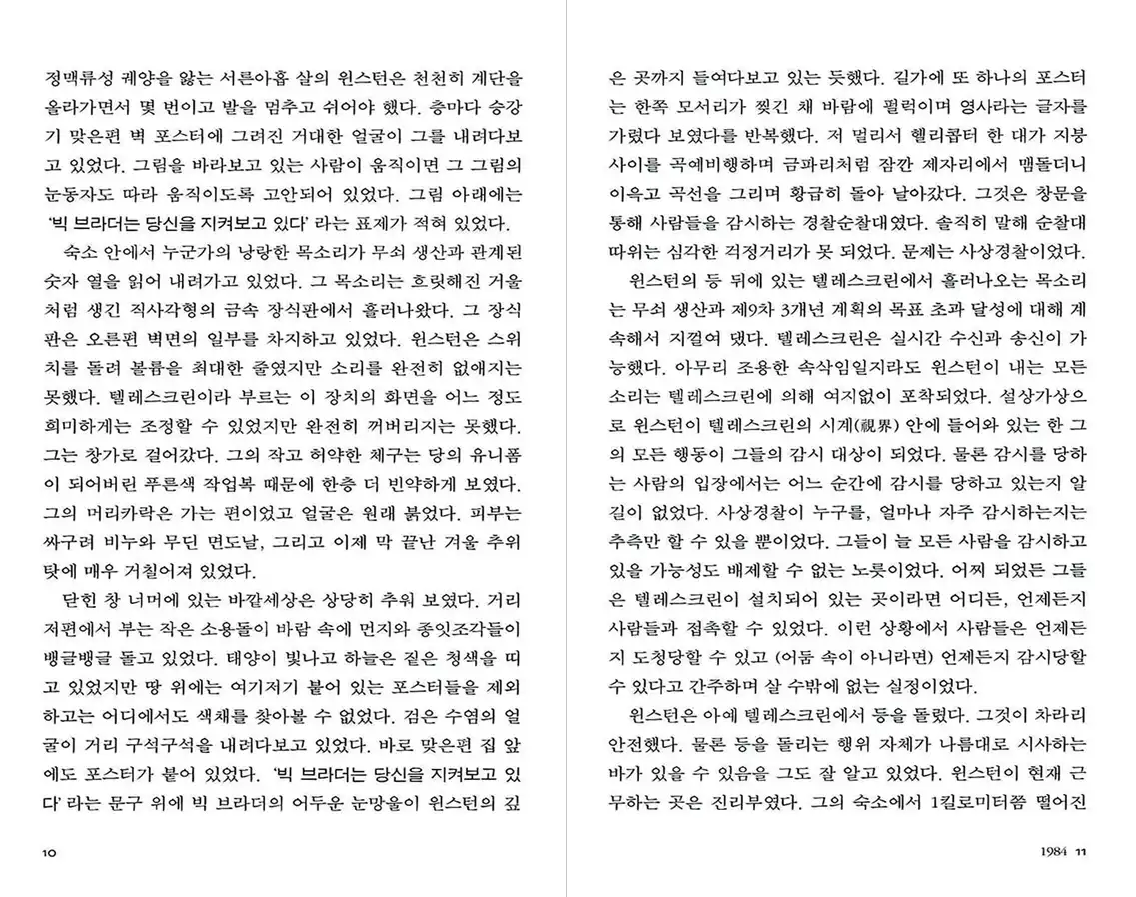 정맥류성 궤양을 앓는 서른아홉 살의 윈스턴은 천천히 계단을
올라가면서 몇 번이고 발을 멈추고 쉬어야 했다. 층마다 승강
기 맞은편 벽 포스터에 그려진 거대한 얼굴이 그를 내려다보
고 있었다. 그림을 바라보고 있는 사람이 움직이면 그 그림의
눈동자도 따라 움직이도록 고안되어 있었다. 그림 아래에는
‘빅 브라더는 당신을 지켜보고 있다’라는 표제가 적혀 있었다.
숙소 안에서 누군가의 낭랑한 목소리가 무쇠 생산과 관계된
숫자 열을 읽어 내려가고 있었다. 그 목소리는 흐릿해진 거울
처럼 생긴 직사각형의 금속 장식판에서 흘러나왔다. 그 장식
판은 오른편 벽면의 일부를 차지하고 있었다. 윈스턴은 스위
치를 돌려 볼륨을 최대한 줄였지만 소리를 완전히 없애지는
못했다. 텔레스크린이라 부르는 이 장치의 화면을 어느 정도
희미하게는 조정할 수 있었지만 완전히 꺼버리지는 못했다.
그는 창가로 걸어갔다. 그의 작고 허약한 체구는 당의 유니폼
이 되어버린 푸른색 작업복 때문에 한층 더 빈약하게 보였다.
그의 머리카락은 가는 편이었고 얼굴은 원래 붉었다. 피부는
싸구려 비누와 무딘 면도날, 그리고 이제 막 끝난 겨울 추위
탓에 매우 거칠어져 있었다.
닫힌 창 너머에 있는 바깥세상은 상당히 추워 보였다. 거리
저편에서 부는 작은 소용돌이 바람 속에 먼지와 종잇조각들이
뱅글뱅글 돌고 있었다. 태양이 빛나고 하늘은 짙은 청색을 띠
고 있었지만 땅 위에는 여기저기 붙어 있는 포스터들을 제외
하고는 어디에서도 색채를 찾아볼 수 없었다. 검은 수염의 얼
굴이 거리 구석구석을 내려다보고 있었다. 바로 맞은편 집 앞
에도 포스터가 붙어 있었다. ‘빅 브라더는 당신을 지켜보고 있
다’라는 문구 위에 빅 브라더의 어두운 눈망울이 윈스턴의 깊
10
은 곳까지 들여다보고 있는 듯했다. 길가에 또 하나의 포스터
는 한쪽 모서리가 찢긴 채 바람에 펄럭이며 영사라는 글자를
가렸다 보였다를 반복했다. 저 멀리서 헬리콥터 한 대가 지붕
사이를 곡예비행하며 금파리처럼 잠깐 제자리에서 맴돌더니
이윽고 곡선을 그리며 황급히 돌아 날아갔다. 그것은 창문을
통해 사람들을 감시하는 경찰순찰대였다. 솔직히 말해 순찰대
따위는 심각한 걱정거리가 못 되었다. 문제는 사상경찰이었다.
윈스턴의 등 뒤에 있는 텔레스크린에서 흘러나오는 목소리
는 무쇠 생산과 제9차 3개년 계획의 목표 초과 달성에 대해 계
속해서 지껄여 댔다. 텔레스크린은 실시간 수신과 송신이 가
능했다. 아무리 조용한 속삭임일지라도 윈스턴이 내는 모든
소리는 텔레스크린에 의해 여지없이 포착되었다. 설상가상으
로 윈스턴이 텔레스크린의 시계(視界) 안에 들어와 있는 한 그
의 모든 행동이 그들의 감시 대상이 되었다. 물론 감시를 당하
는 사람의 입장에서는 어느 순간에 감시를 당하고 있는지 알
길이 없었다. 사상경찰이 누구를, 얼마나 자주 감시하는지는
추측만 할 수 있을 뿐이었다. 그들이 늘 모든 사람을 감시하고
있을 가능성도 배제할 수 없는 노릇이었다. 어찌 되었든 그들
은 텔레스크린이 설치되어 있는 곳이라면 어디든, 언제든지
사람들과 접촉할 수 있었다. 이런 상황에서 사람들은 언제든
지 도청당할 수 있고 (어둠 속이 아니라면) 언제든지 감시당할
수 있다고 간주하며 살 수밖에 없는 실정이었다.
윈스턴은 아예 텔레스크린에서 등을 돌렸다. 그것이 차라리
안전했다. 물론 등을 돌리는 행위 자체가 나름대로 시사하는
바가 있을 수 있음을 그도 잘 알고 있었다. 윈스턴이 현재 근
무하는 곳은 진리부였다. 그의 숙소에서 1킬로미터쯤 떨어진
1984 11